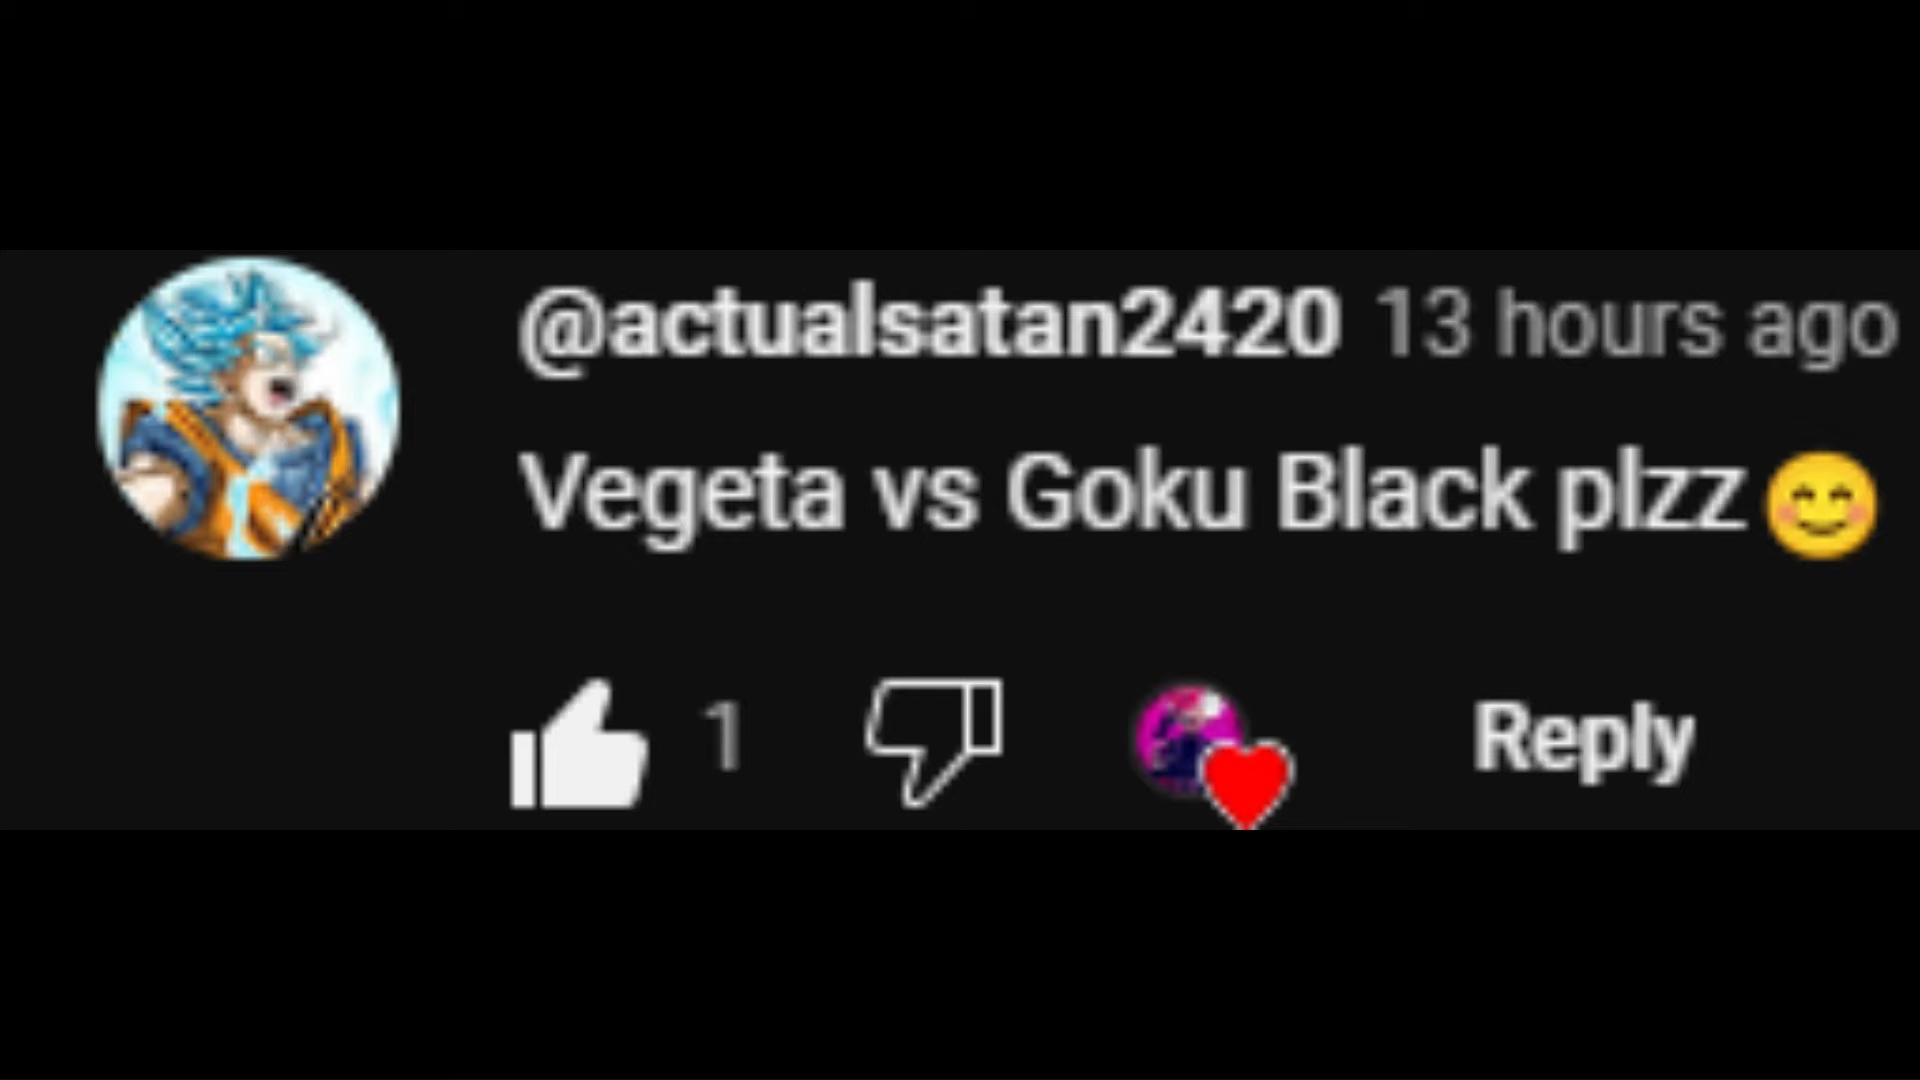 @actualsatan2420 13 hours ago
Vegeta vs Goku Black plzz😊
1 Reply